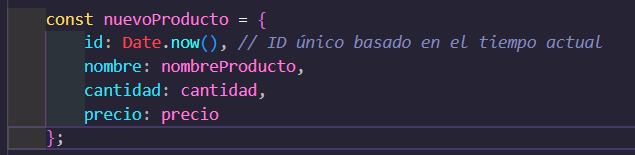 const nuevoProducto = {
id: Date.now(), // ID único basado en el tiempo actual
nombre: nombreProducto,
cantidad: cantidad,
precio: precio
};